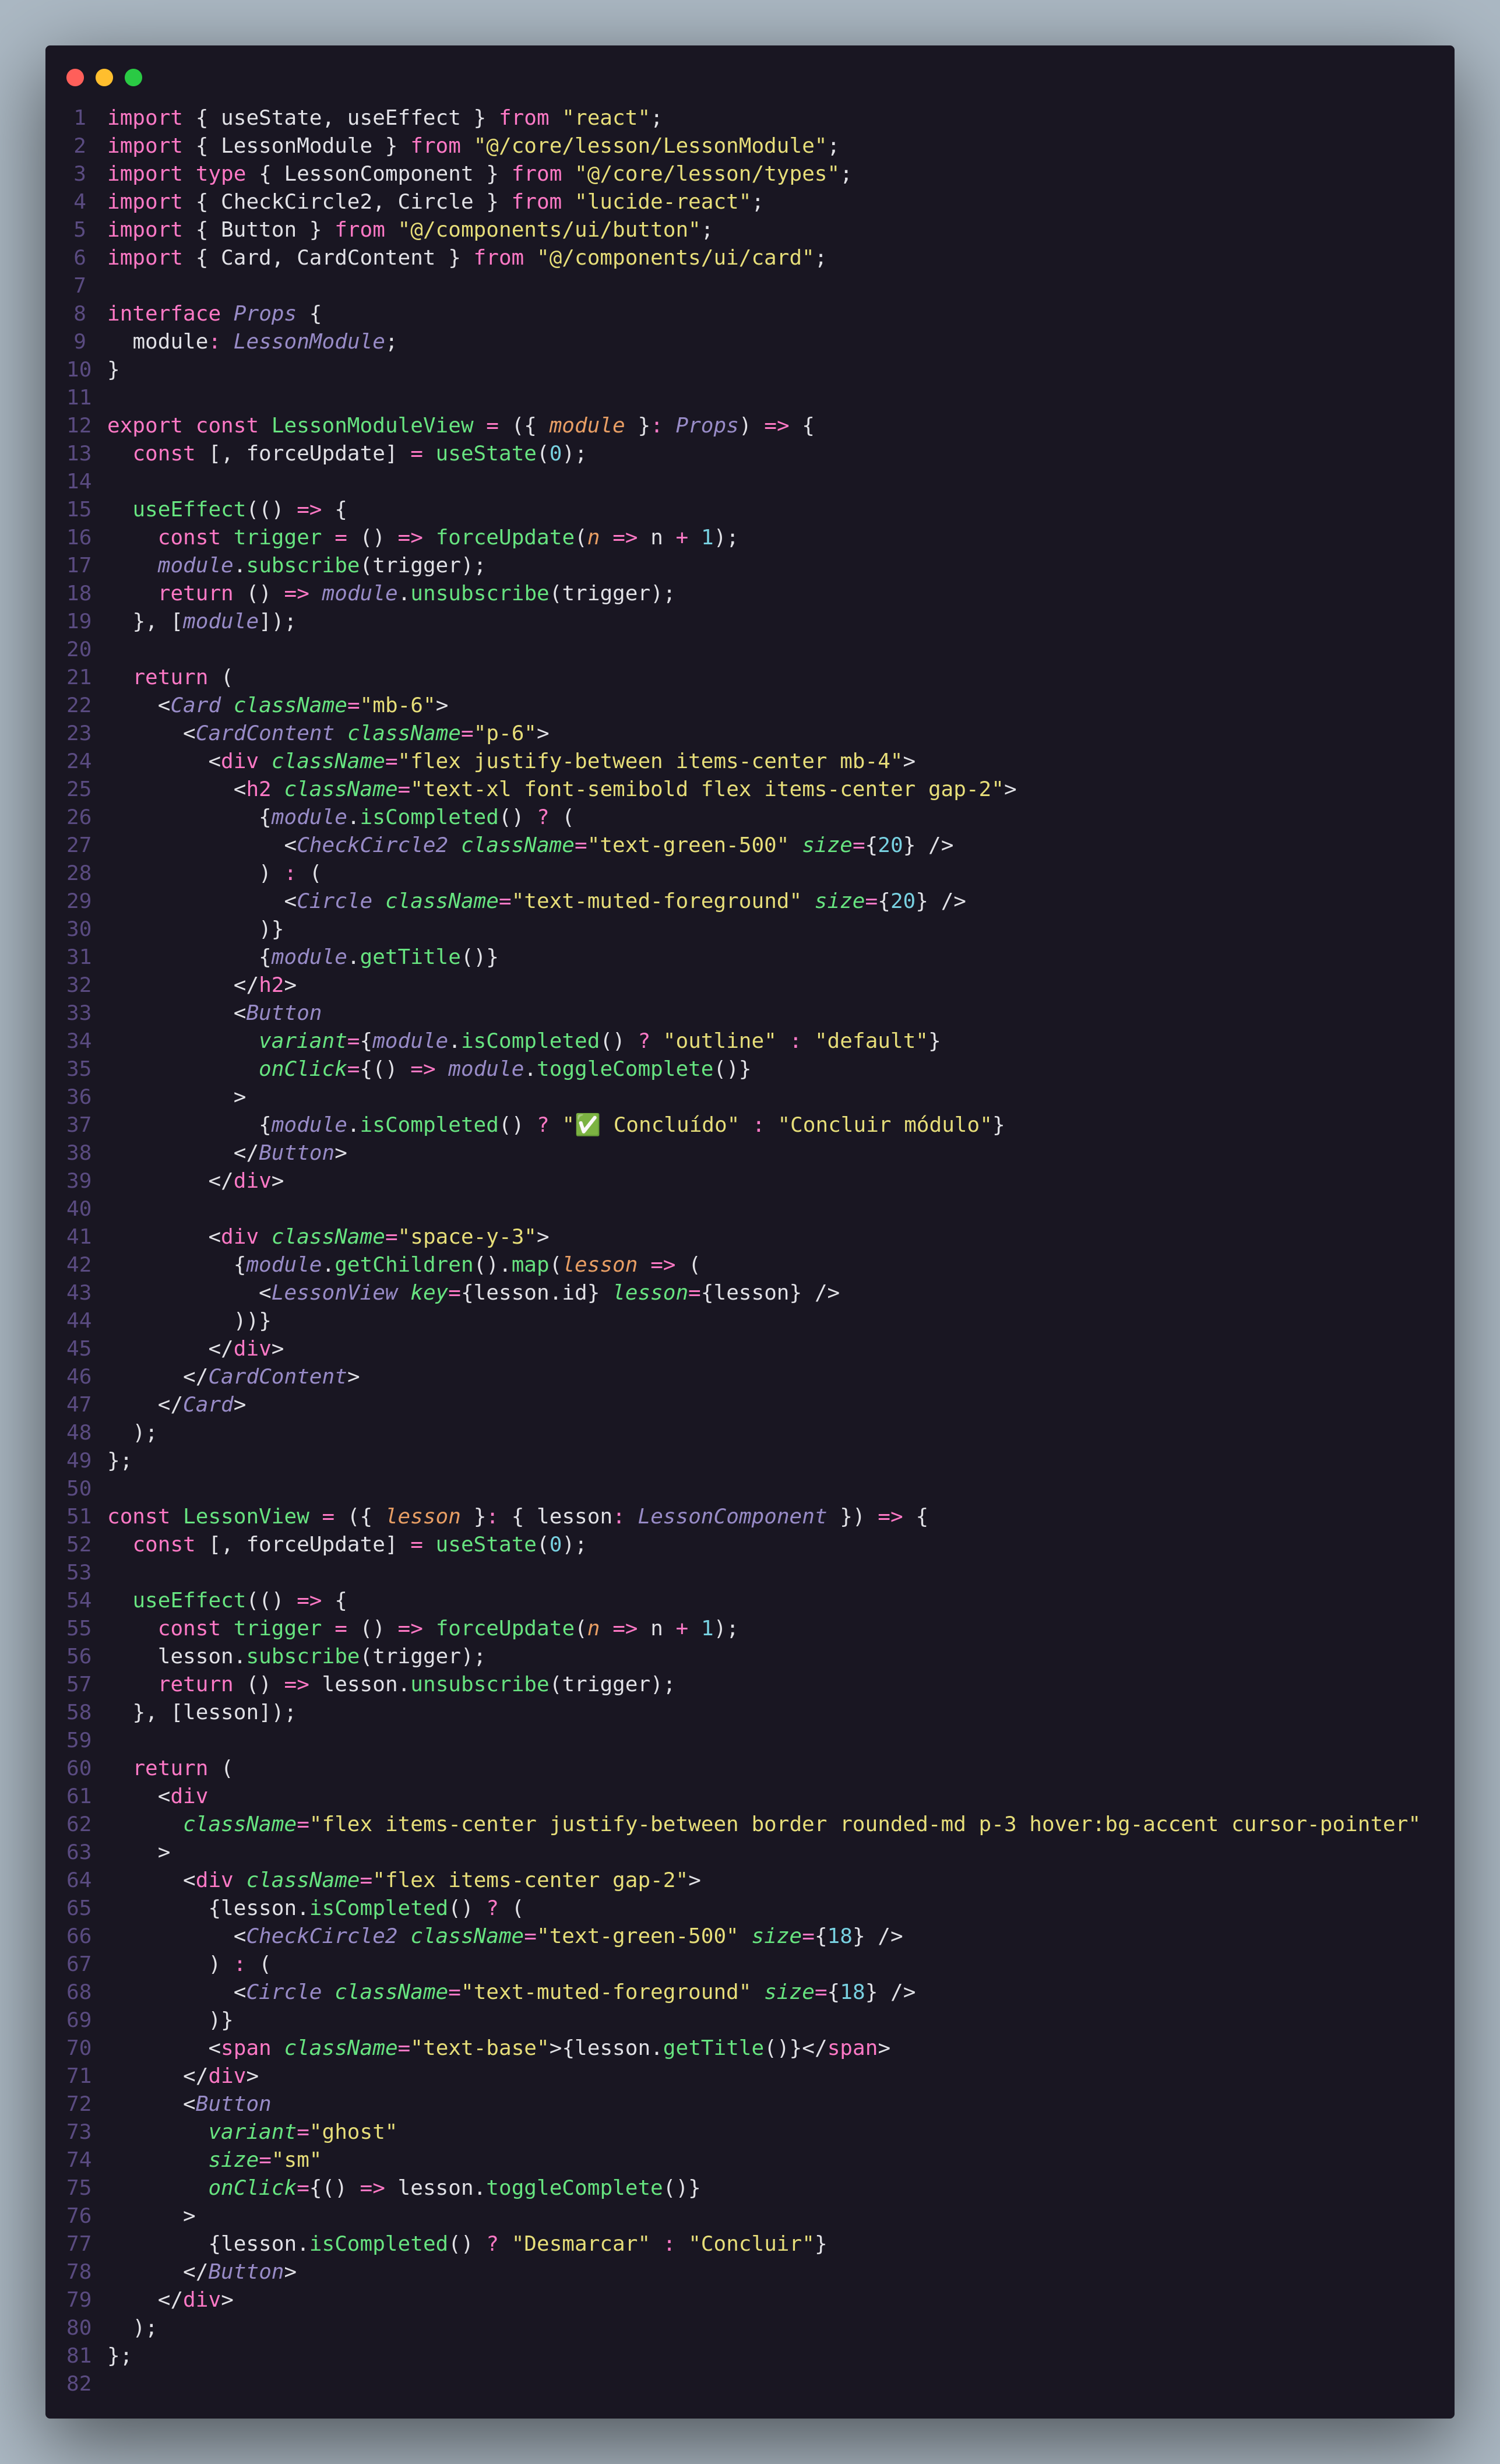 1 import { useState, useEffect } from "react";
2 import { LessonModule } from "@/core/lesson/LessonModule";
3 import type { LessonComponent } from "@/core/lesson/types";
4 import { CheckCircle2, Circle } from "lucide-react";
5 import { Button } from "@/components/ui/button";
6 import { Card, CardContent } from "@/components/ui/card";
7
8 interface Props {
9   module: LessonModule;
10 }
11
12 export const LessonModuleView = ({ module }: Props) => {
13   const [, forceUpdate] = useState(0);
14
15   useEffect(() => {
16     const trigger = () => forceUpdate(n => n + 1);
17     module.subscribe(trigger);
18     return () => module.unsubscribe(trigger);
19   }, [module]);
20
21   return (
22     <Card className="mb-6">
23       <CardContent className="p-6">
24         <div className="flex justify-between items-center mb-4">
25           <h2 className="text-xl font-semibold flex items-center gap-2">
26             {module.isCompleted() ? (
27               <CheckCircle2 className="text-green-500" size={20} />
28             ) : (
29               <Circle className="text-muted-foreground" size={20} />
30             )}
31             {module.getTitle()}
32           </h2>
33           <Button
34             variant={module.isCompleted() ? "outline" : "default"}
35             onClick={() => module.toggleComplete()}
36           >
37             {module.isCompleted() ? "✅ Concluído" : "Concluir módulo"}
38           </Button>
39         </div>
40
41         <div className="space-y-3">
42           {module.getChildren().map(lesson => (
43             <LessonView key={lesson.id} lesson={lesson} />
44           ))}
45         </div>
46       </CardContent>
47     </Card>
48   );
49 };
50
51 const LessonView = ({ lesson }: { lesson: LessonComponent }) => {
52   const [, forceUpdate] = useState(0);
53
54   useEffect(() => {
55     const trigger = () => forceUpdate(n => n + 1);
56     lesson.subscribe(trigger);
57     return () => lesson.unsubscribe(trigger);
58   }, [lesson]);
59
60   return (
61     <div
62       className="flex items-center justify-between border rounded-md p-3 hover:bg-accent cursor-pointer"
63     >
64       <div className="flex items-center gap-2">
65         {lesson.isCompleted() ? (
66           <CheckCircle2 className="text-green-500" size={18} />
67         ) : (
68           <Circle className="text-muted-foreground" size={18} />
69         )}
70         <span className="text-base">{lesson.getTitle()}</span>
71       </div>
72       <Button
73         variant="ghost"
74         size="sm"
75         onClick={() => lesson.toggleComplete()}
76       >
77         {lesson.isCompleted() ? "Desmarcar" : "Concluir"}
78       </Button>
79     </div>
80   );
81 };
82